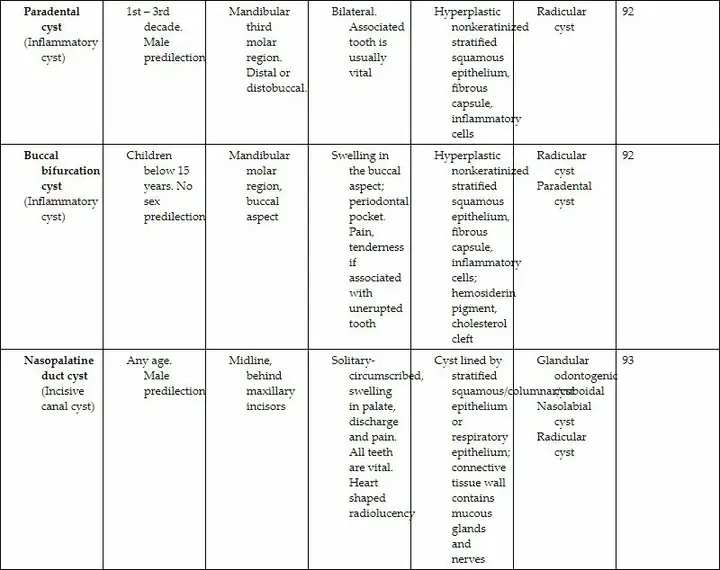 Paradental
cyst
(Inflammatory
cyst)
1st – 3rd
decade.
Male
predilection
Mandibular
third
molar
region.
Distal or
distobuccal.
Bilateral.
Associated
tooth is
usually
vital
Hyperplastic
nonkeratinized
stratified
squamous
epithelium,
fibrous
capsule,
inflammatory
cells
Radicular
cyst
92
Buccal
bifurcation
cyst
(Inflammatory
cyst)
Children
below 15
years. No
sex
predilection
Mandibular
molar
region,
buccal
aspect
Swelling in
the buccal
aspect;
periodontal
pocket.
Pain,
tenderness
if
associated
with
unerupted
tooth
Hyperplastic
nonkeratinized
stratified
squamous
epithelium,
fibrous
capsule,
inflammatory
cells;
hemosiderin
pigment,
cholesterol
cleft
Radicular
cyst
Paradental
cyst
92
Nasopalatine
duct cyst
(Incisive
canal cyst)
Any age.
Male
predilection
Midline,
behind
maxillary
incisors
Solitary-
circumscribed,
swelling
in palate,
discharge
and pain.
All teeth
are vital.
Heart
shaped
radiolucency
Cyst lined by
stratified
squamous/columnar/cuboidal
epithelium
or
respiratory
epithelium;
connective
tissue wall
contains
mucous
glands
and
nerves
Glandular
odontogenic
cyst
Nasolabial
cyst
Radicular
cyst
93